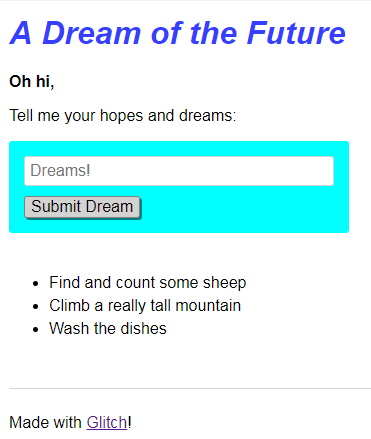 A Dream of the Future
Oh hi,
Tell me your hopes and dreams:
Dreams!
Submit Dream
Find and count some sheep
Climb a really tall mountain
Wash the dishes
Made with Glitch!